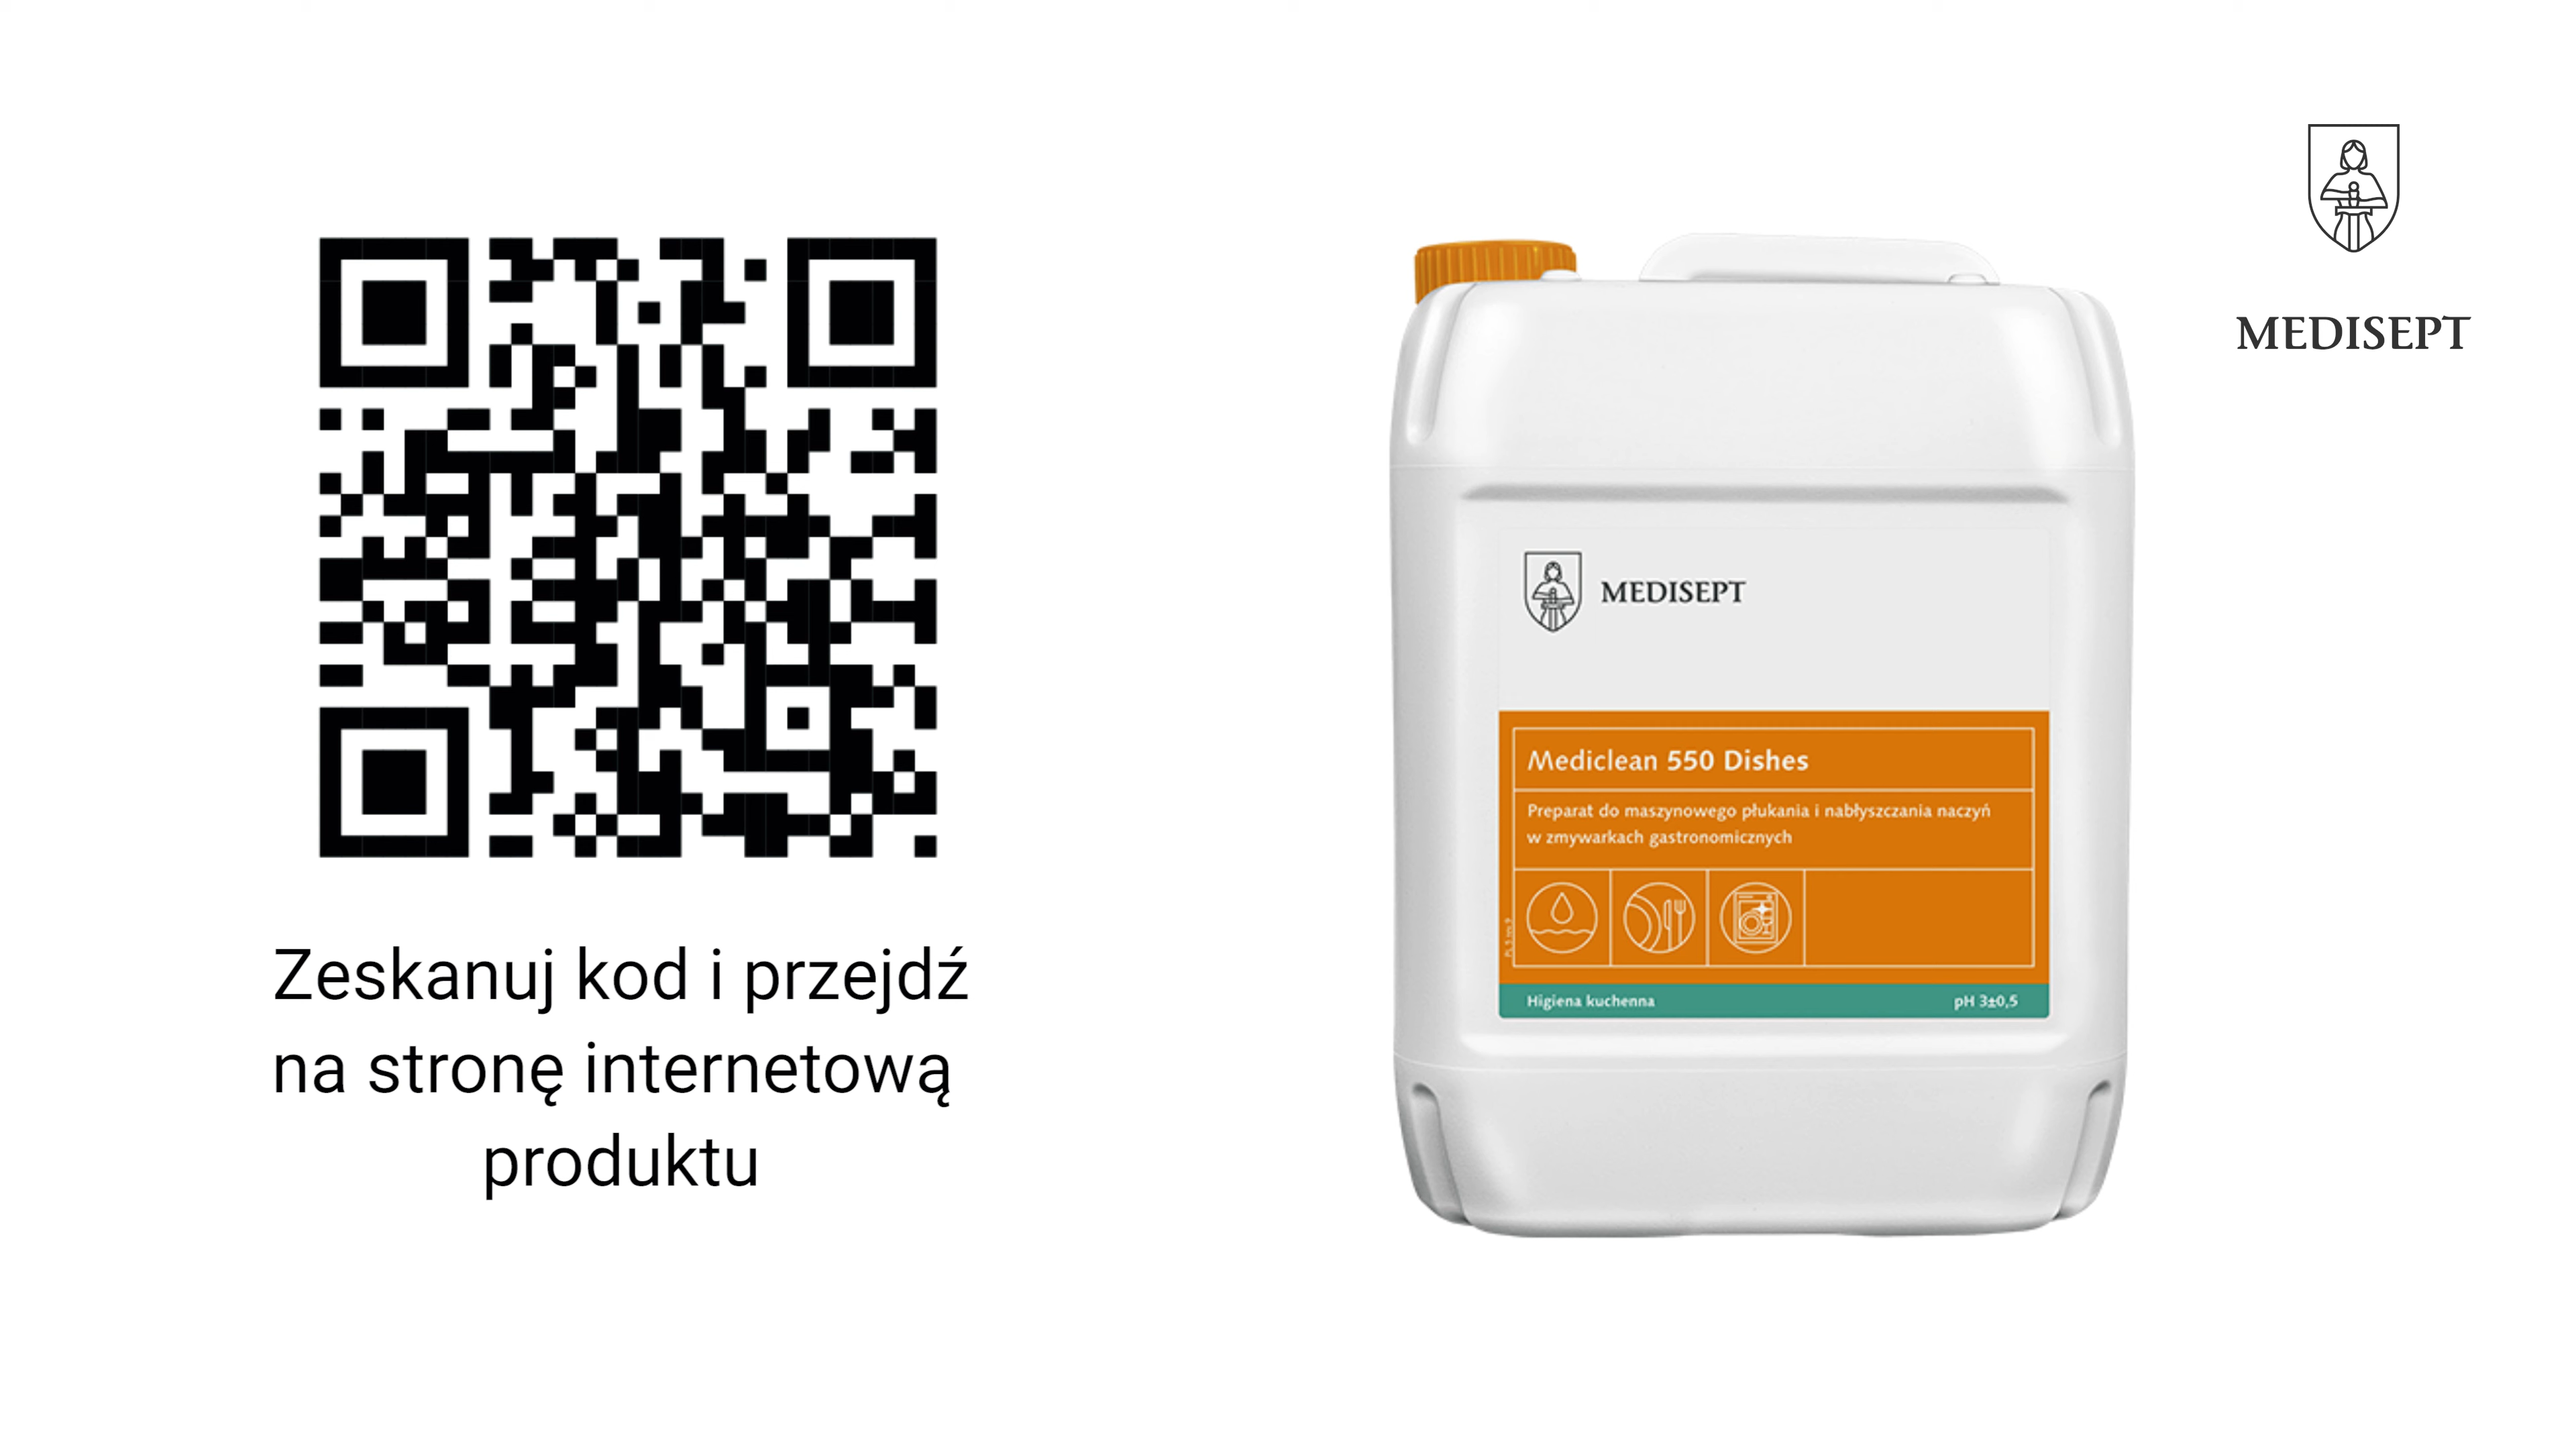 Zeskanuj kod i przejdź
na stronę internetową
produktu
MEDISEPT
MEDISEPT
Mediclean 550 Dishes
Preparat do maszynowego płukania i nabłyszczania naczyń
w zmywarkach gastronomicznych
Higiena kuchenna
pH 3±0,5